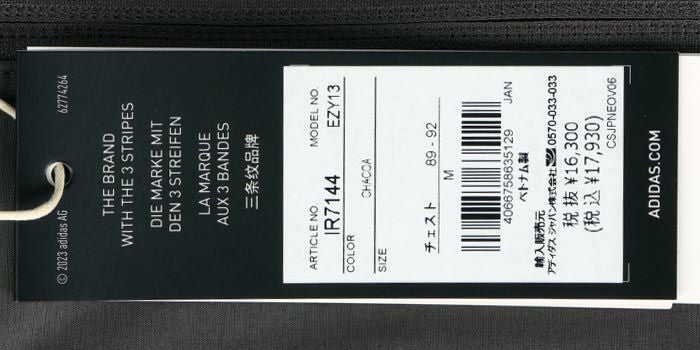 © 2023 adidas AG
62774264
THE BRAND
WITH THE 3 STRIPES
DIE MARKE MIT
DEN 3 STREIFEN
LA MARQUE
AUX 3 BANDES
三条纹品牌
ARTICLE NO.
MODEL NO.
IR7144
EZY13
COLOR
CHACOA
SIZE
チェスト 89 - 92
M
JAN
4066758635129
ベトナム製
輸入販売元
アディダス ジャパン株式会社 0570-033-033
税 抜 ¥16,300
(税 込 ¥17,930)
CSJPNEOV06
ADIDAS.COM